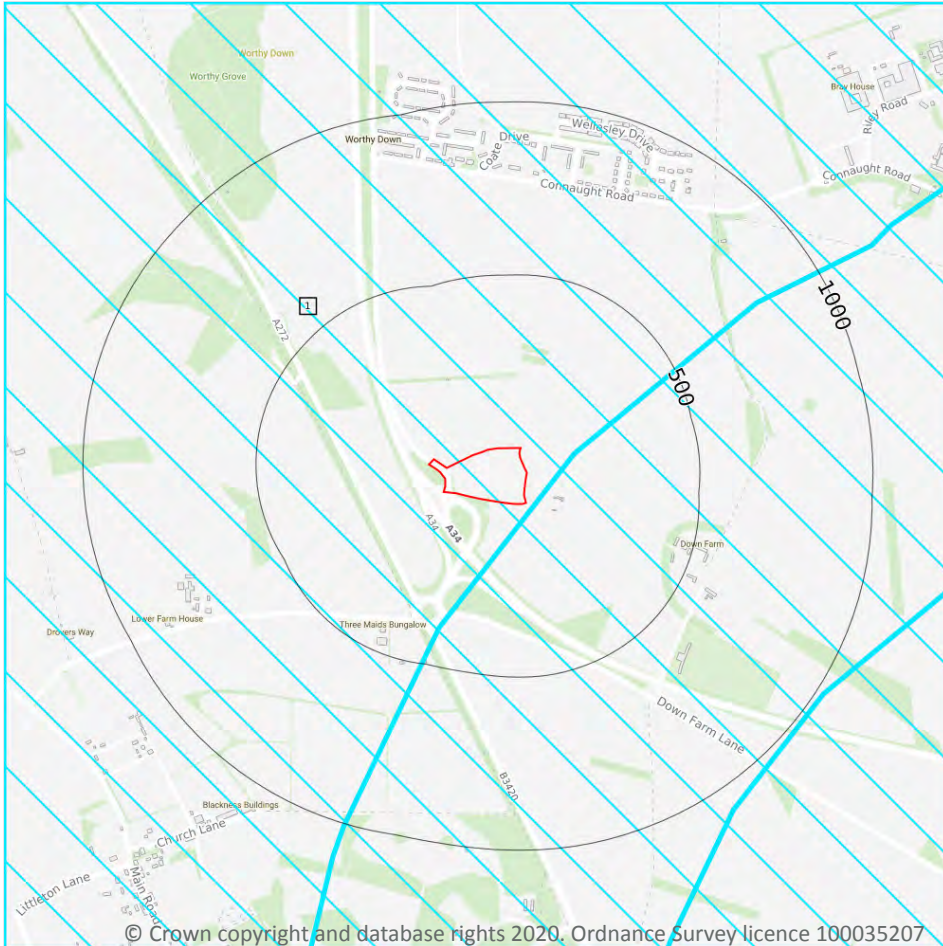 Worthy Down
Worthy Grove
Bray House
Riley Road
Wellesley Drive
Worthy Down
Coate Drive
Connaught Road
Connaught Road
1000
1
A272
500
A34
A34
Down Farm
Lower Farm House
Three Maids Bungalow
Drovers Way
Down Farm Lane
B3420
Blackness Buildings
Church Lane
Main Road
Littleton Lane
© Crown copyright and database rights 2020. Ordnance Survey licence 100035207